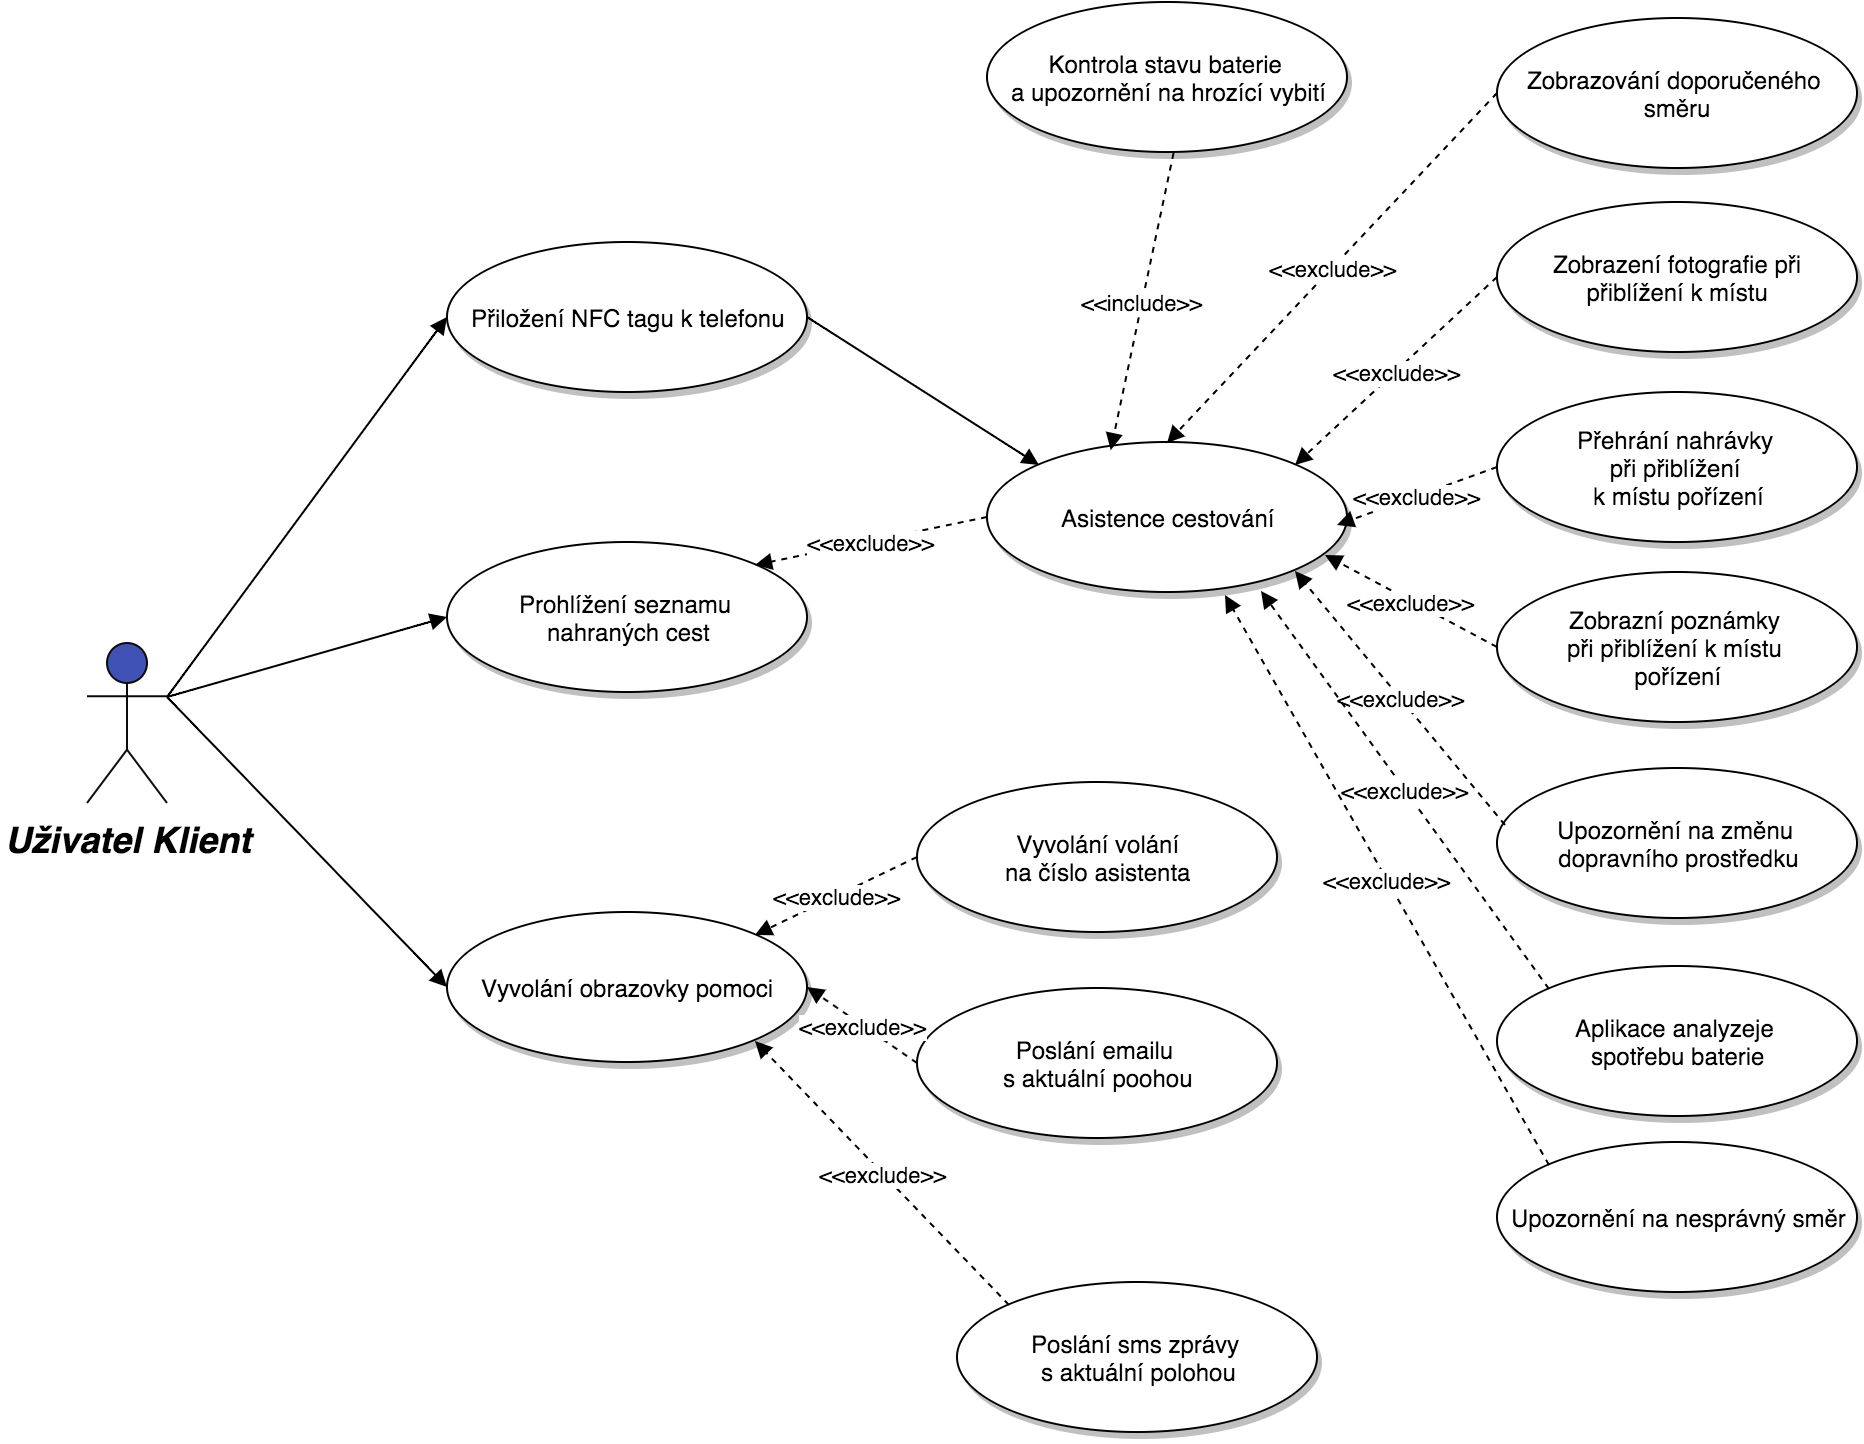 Kontrola stavu baterie
a upozornění na hrozící vybití
Zobrazování doporučeného
směru
<<exclude>>
Zobrazení fotografie při
přiblížení k místu
<<include>>
Přiložení NFC tagu k telefonu
<<exclude>>
Přehrání nahrávky
při přiblížení
k místu pořízení
<<exclude>>
Asistence cestování
<<exclude>>
Prohlížení seznamu
nahraných cest
<<exclude>>
Zobrazní poznámky
při přiblížení k místu
pořízení
<<exclude>>
<<exclude>>
Uživatel Klient
Vyvolání volání
na číslo asistenta
Upozornění na změnu
dopravního prostředku
<<exclude>>
<<exclude>>
Vyvolání obrazovky pomoci
<<exclude>>
Poslání emailu
s aktuální poohou
Aplikace analyzeje
spotřebu baterie
<<exclude>>
Upozornění na nesprávný směr
Poslání sms zprávy
s aktuální polohou